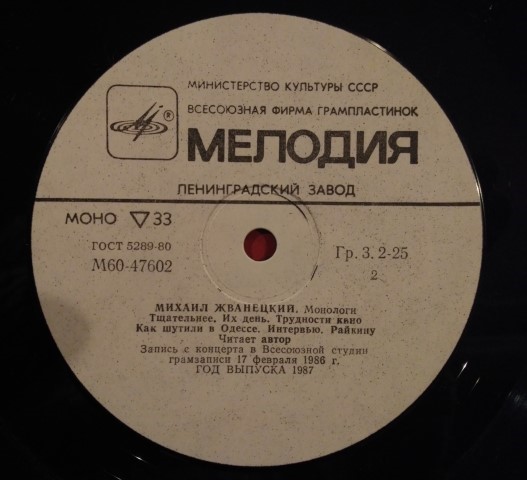 МИНИСТЕРСТВО КУЛЬТУРЫ СССР
ВСЕСОЮЗНАЯ ФИРМА ГРАМПЛАСТИНОК
®
МЕЛОДИЯ
ЛЕНИНГРАДСКИЙ ЗАВОД
МОНО ▽ 33
ГОСТ 5289-80
М60-47602
Гр. 3. 2-25
2
МИХАИЛ ЖВАНЕЦКИЙ. Монологи
Тщательнее. Их день. Трудности кино
Как шутили в Одессе. Интервью. Райкину
Читает автор
Запись с концерта в Всесоюзной студии
грамзаписи 17 февраля 1986 г.
ГОД ВЫПУСКА 1987